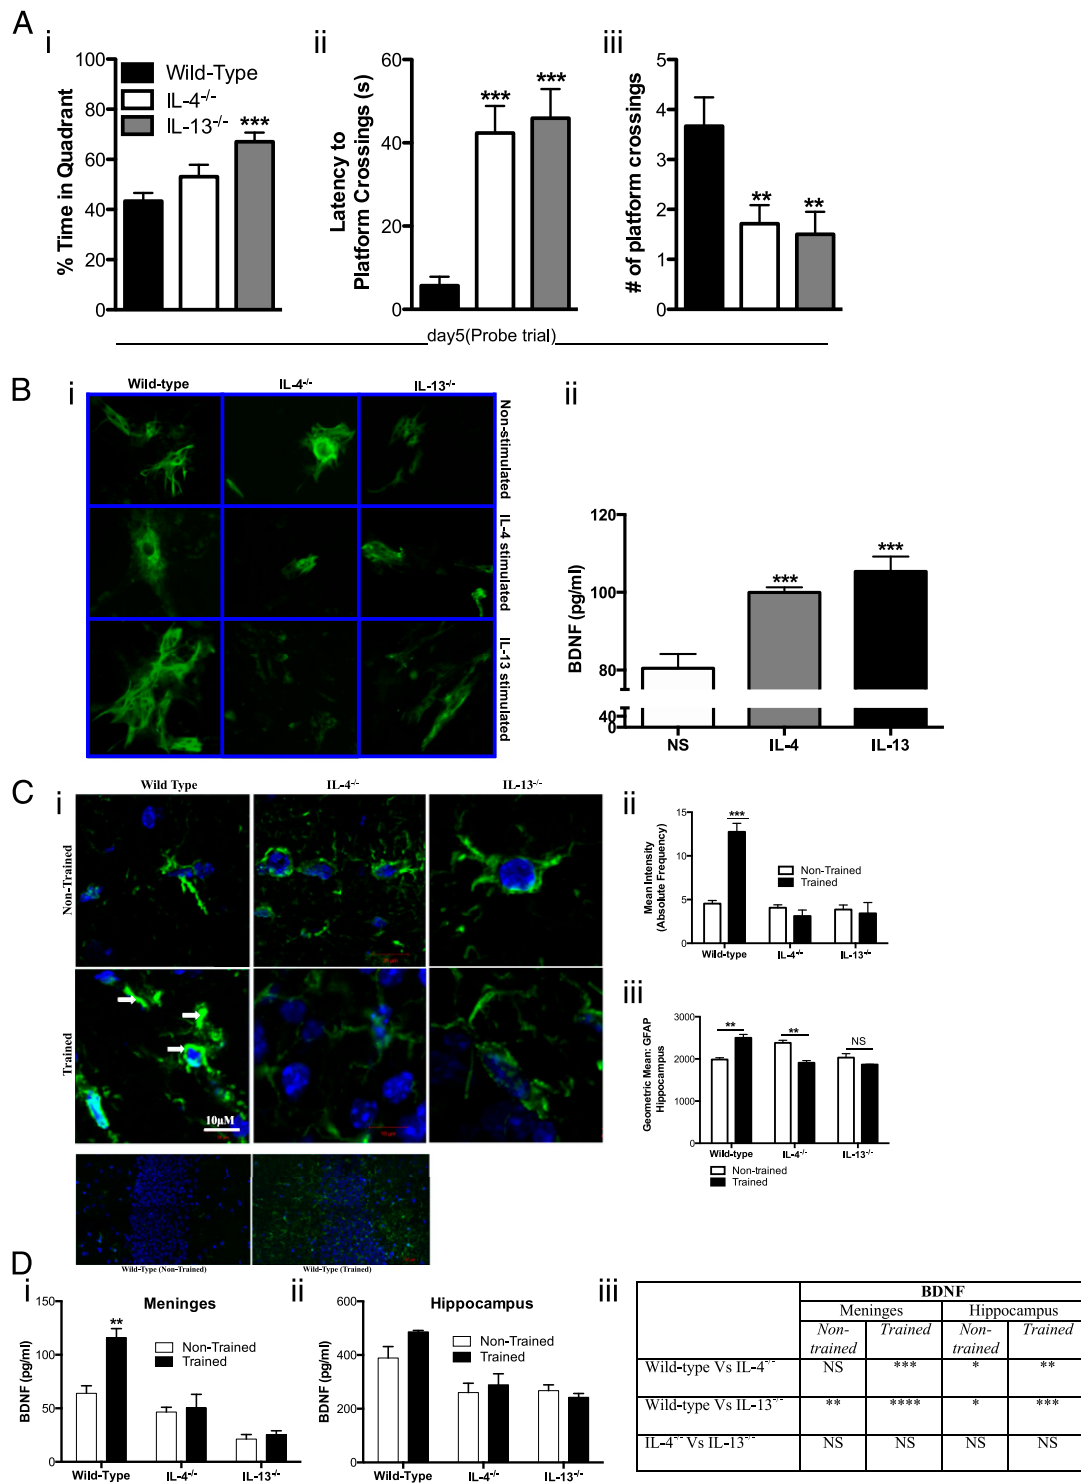 A
i
100
80
60
40
20
0
% Time in Quadrant
Wild-Type
IL-4-/-
IL-13-/-
***
ii
60
40
20
0
Latency to
Platform Crossings (s)
***
***
iii
5
4
3
2
1
0
# of platform crossings
**
**
day5(Probe trial)
B
i
Wild-type
IL-4-/-
IL-13-/-
Non-stimulated
IL-4 stimulated
IL-13 stimulated
ii
120
100
80
40
0
BDNF (pg/ml)
***
***
NS
IL-4
IL-13
C
i
Wild Type
IL-4-/-
IL-13-/-
Non-Trained
Trained
10μM
Wild-Type (Non-Trained)
Wild-Type (Trained)
ii
15
10
5
0
Mean Intensity
(Absolute Frequency)
***
Non-Trained
Trained
Wild-type
IL-4-/-
IL-13-/-
iii
3000
2000
1000
0
Geometric Mean: GFAP
Hippocampus
**
**
NS
Wild-type
IL-4-/-
IL-13-/-
Non-trained
Trained
D
i
Meninges
150
100
50
0
BDNF (pg/ml)
**
Non-Trained
Trained
Wild-Type
IL-4-/-
IL-13-/-
ii
Hippocampus
600
400
200
0
BDNF (pg/ml)
Non-Trained
Trained
Wild-Type
IL-4-/-
IL-13-/-
iii
BDNF
Meninges Hippocampus
Non-trained Trained Non-trained Trained
Wild-type Vs IL-4-/- NS *** * **
Wild-type Vs IL-13-/- ** **** * ***
IL-4-/- Vs IL-13-/- NS NS NS NS